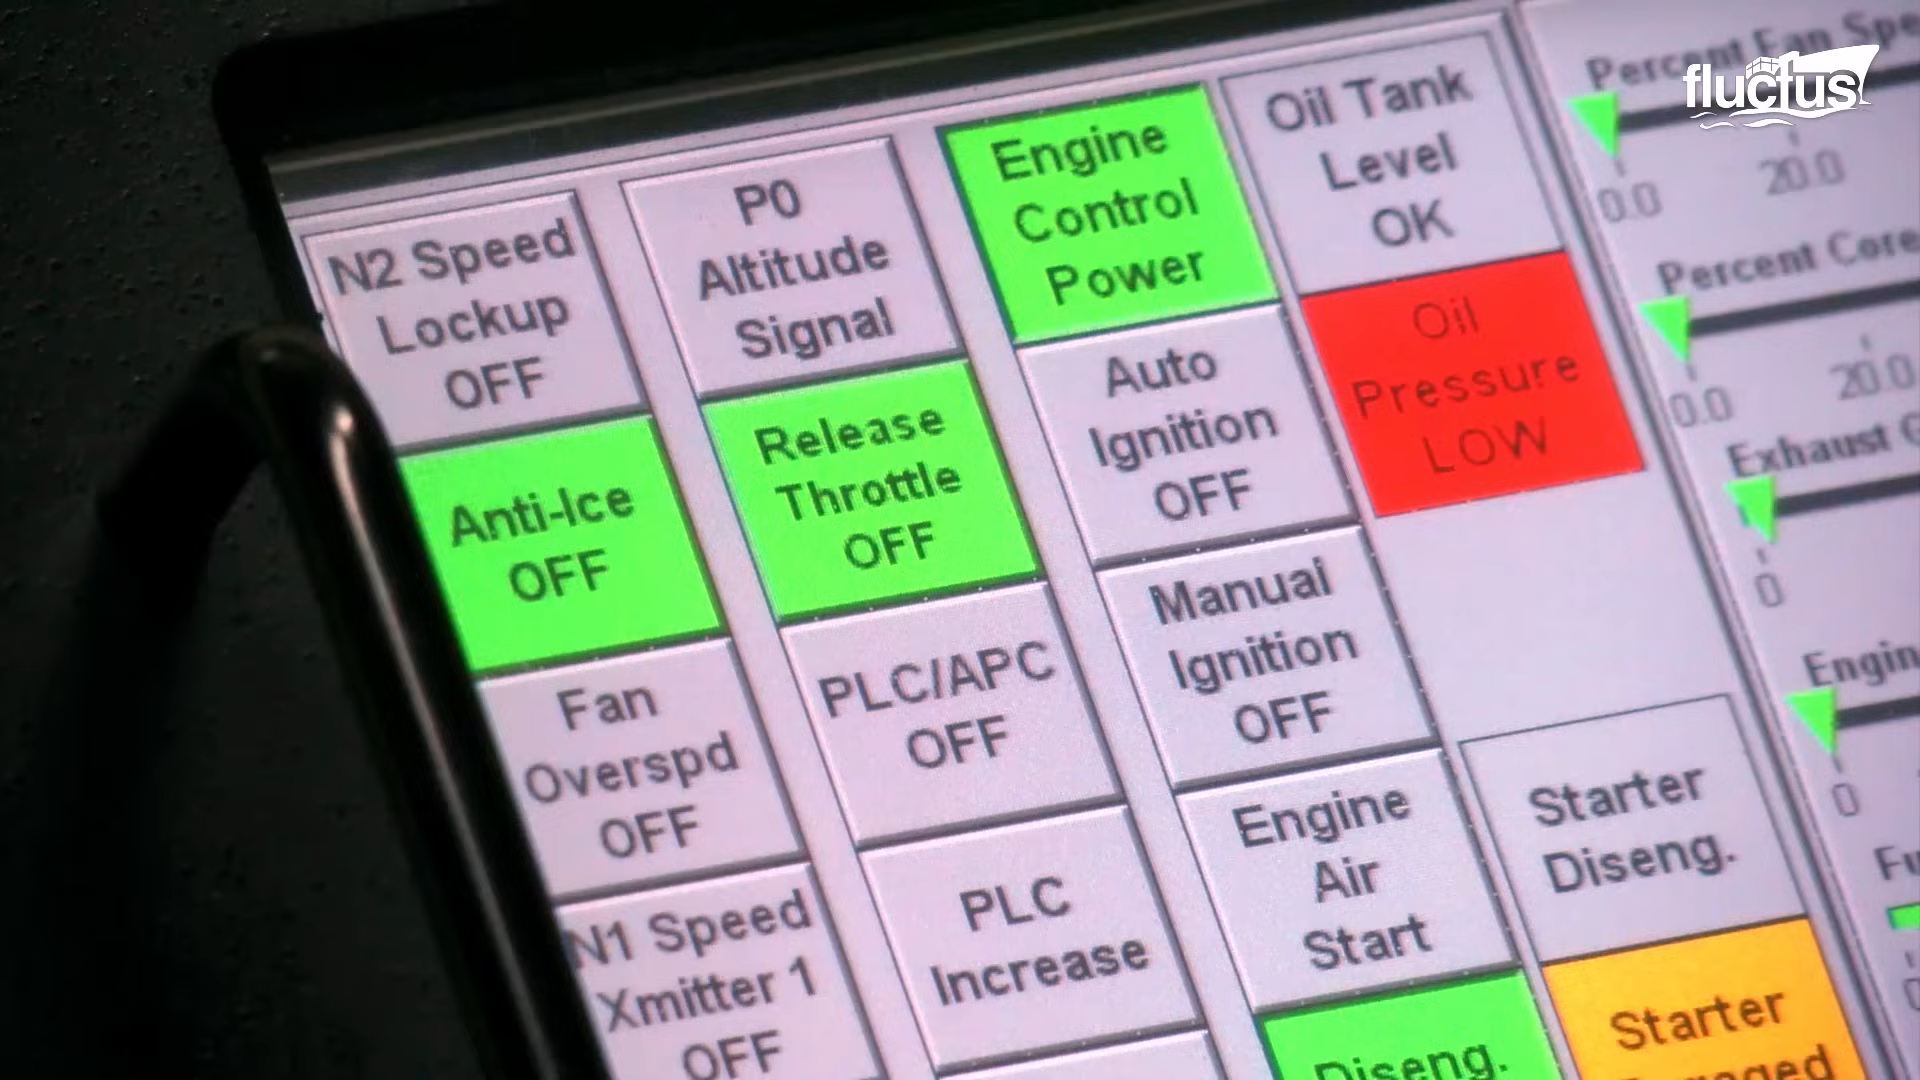 fluctus
N2 Speed
Lockup
OFF
Anti-Ice
OFF
Fan
Overspd
OFF
N1 Speed
Xmitter 1
OFF
P0
Altitude
Signal
Release
Throttle
OFF
PLC/APC
OFF
PLC
Increase
Engine
Control
Power
Auto
Ignition
OFF
Manual
Ignition
OFF
Engine
Air
Start
Diseng.
Oil Tank
Level
OK
Oil
Pressure
LOW
Starter
Diseng.
Starter
Percent Fan
0.0 20.0
Percent Core
0.0 20.0
Exhaust
0
0